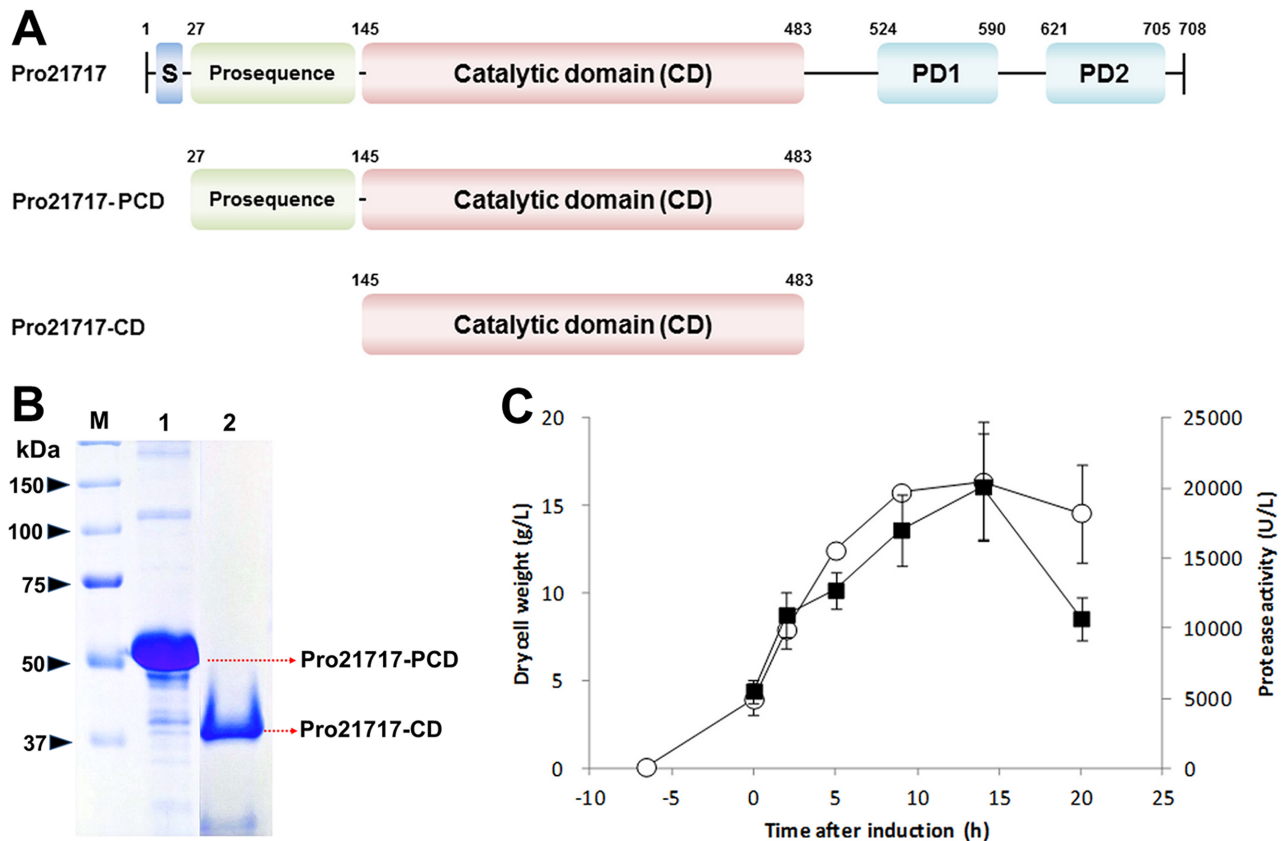 A
1 27 145 483 524 590 621 705 708
Pro21717 S Prosequence Catalytic domain (CD) PD1 PD2
27 145 483
Pro21717-PCD Prosequence Catalytic domain (CD)
145 483
Pro21717-CD Catalytic domain (CD)
B
M 1 2
kDa
150
100
75
50
37
Pro21717-PCD
Pro21717-CD
C
Dry cell weight (g/L)
20
15
10
5
0
25000
20000
15000
10000
5000
0
Protease activity (U/L)
-10 -5 0 5 10 15 20 25
Time after induction (h)